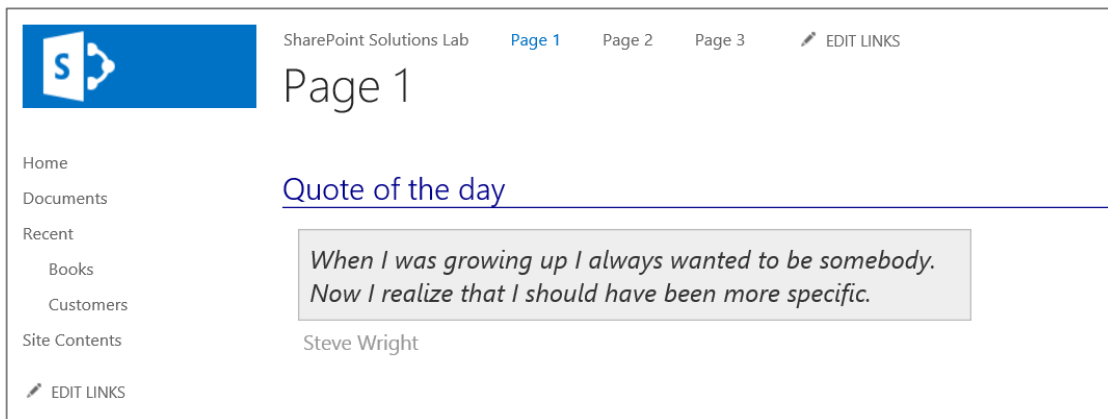 S
SharePoint Solutions Lab Page 1 Page 2 Page 3 EDIT LINKS
Page 1
Home
Documents
Recent
Books
Customers
Site Contents
EDIT LINKS
Quote of the day
When I was growing up I always wanted to be somebody.
Now I realize that I should have been more specific.
Steve Wright